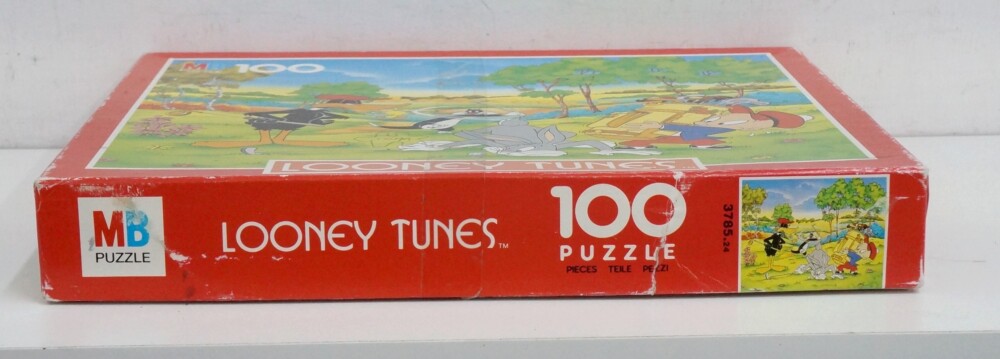 MB 100
LOONEY TUNES
MB
PUZZLE
LOONEY TUNES™
100
PUZZLE
PIECES TEILE PEZZI
3785.24